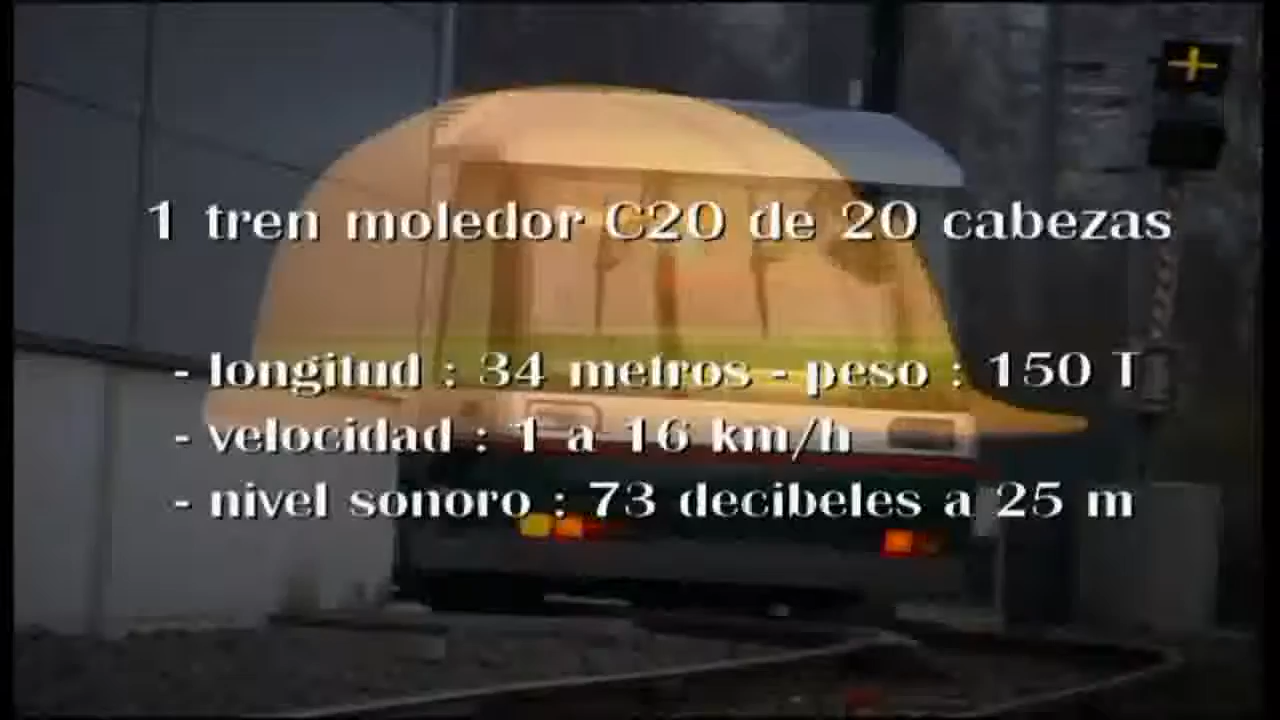 1 tren moledor C20 de 20 cabezas
- longitud : 34 metros - peso : 150 T
- velocidad : 1 a 16 km/h
- nivel sonoro : 73 decibeles a 25 m